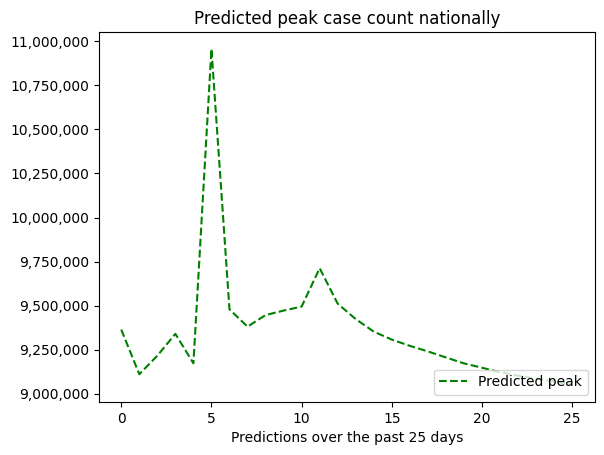 Predicted peak case count nationally
11,000,000
10,750,000
10,500,000
10,250,000
10,000,000
9,750,000
9,500,000
9,250,000
9,000,000
Predicted peak
0 5 10 15 20 25
Predictions over the past 25 days